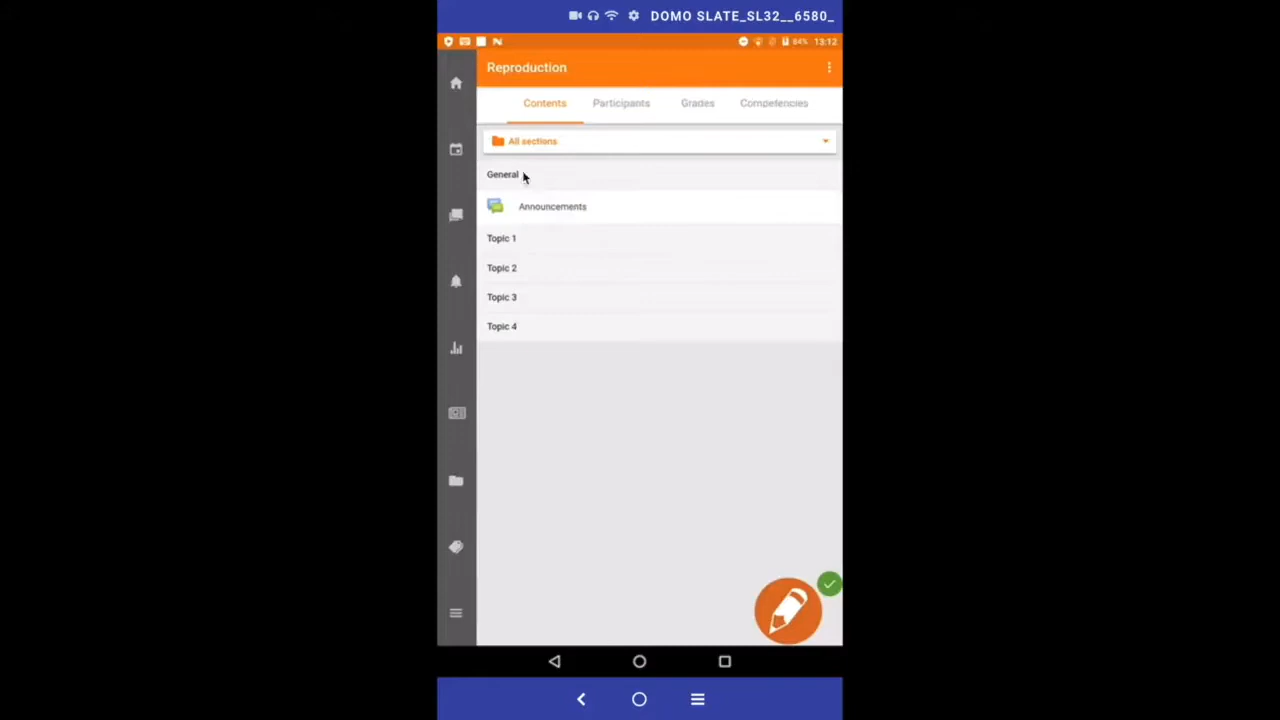 DOMO SLATE_SL32__6580_
84% 13:12
Reproduction
Contents Participants Grades Competencies
All sections
General
Announcements
Topic 1
Topic 2
Topic 3
Topic 4